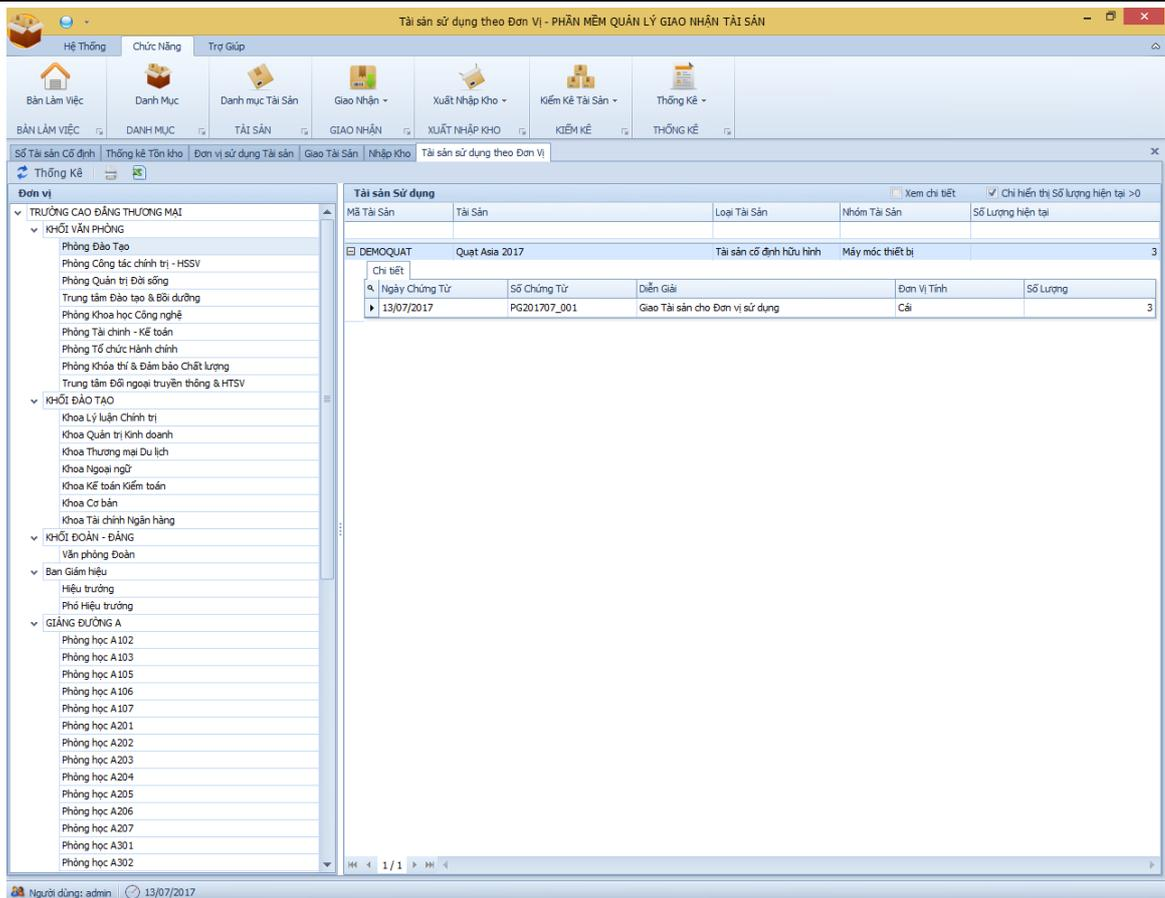 Tài sản sử dụng theo Đơn Vị - PHẦN MỀM QUẢN LÝ GIAO NHẬN TÀI SẢN
Hệ Thống Chức Năng Trợ Giúp
Bàn Làm Việc Danh Mục Danh mục Tài Sản Giao Nhận Xuất Nhập Kho Kiểm Kê Tài Sản Thống Kê
BÀN LÀM VIỆC DANH MỤC TÀI SẢN GIAO NHẬN XUẤT NHẬP KHO KIỂM KÊ THỐNG KÊ
Sổ Tài sản Cố định Thống kê Tồn kho Đơn vị sử dụng Tài sản Giao Tài Sản Nhập Kho Tài sản sử dụng theo Đơn Vị
Thống Kê
Đơn vị
TRƯỜNG CAO ĐẲNG THƯƠNG MẠI
KHỐI VĂN PHÒNG
Phòng Đào Tạo
Phòng Công tác chính trị - HSSV
Phòng Quản trị Đời sống
Trung tâm Đào tạo & Bồi dưỡng
Phòng Khoa học Công nghệ
Phòng Tài chinh - Kế toán
Phòng Tổ chức Hành chính
Phòng Khóa thí & Đảm bảo Chất lượng
Trung tâm Đối ngoại truyền thông & HTSV
KHỐI ĐÀO TẠO
Khoa Lý luận Chính trị
Khoa Quản trị Kinh doanh
Khoa Thương mại Du lịch
Khoa Ngoại ngữ
Khoa Kế toán Kiểm toán
Khoa Cơ bản
Khoa Tài chính Ngân hàng
KHỐI ĐOÀN - ĐẢNG
Văn phòng Đoàn
Ban Giám hiệu
Hiệu trưởng
Phó Hiệu trưởng
GIẢNG ĐƯỜNG A
Phòng học A102
Phòng học A103
Phòng học A105
Phòng học A106
Phòng học A107
Phòng học A201
Phòng học A202
Phòng học A203
Phòng học A204
Phòng học A205
Phòng học A206
Phòng học A207
Phòng học A301
Phòng học A302
Tài sản Sử dụng Xem chi tiết Chỉ hiển thị Số lượng hiện tại >0
Mã Tài Sản Tài Sản Loại Tài Sản Nhóm Tài Sản Số Lượng hiện tại
DEMOQUAT Quạt Asia 2017 Tài sản cố định hữu hình Máy móc thiết bị 3
Chi tiết
Ngày Chứng Từ Số Chứng Từ Diễn Giải Đơn Vị Tính Số Lượng
13/07/2017 PG201707_001 Giao Tài sản cho Đơn vị sử dụng Cái 3
1 / 1
Người dùng: admin 13/07/2017